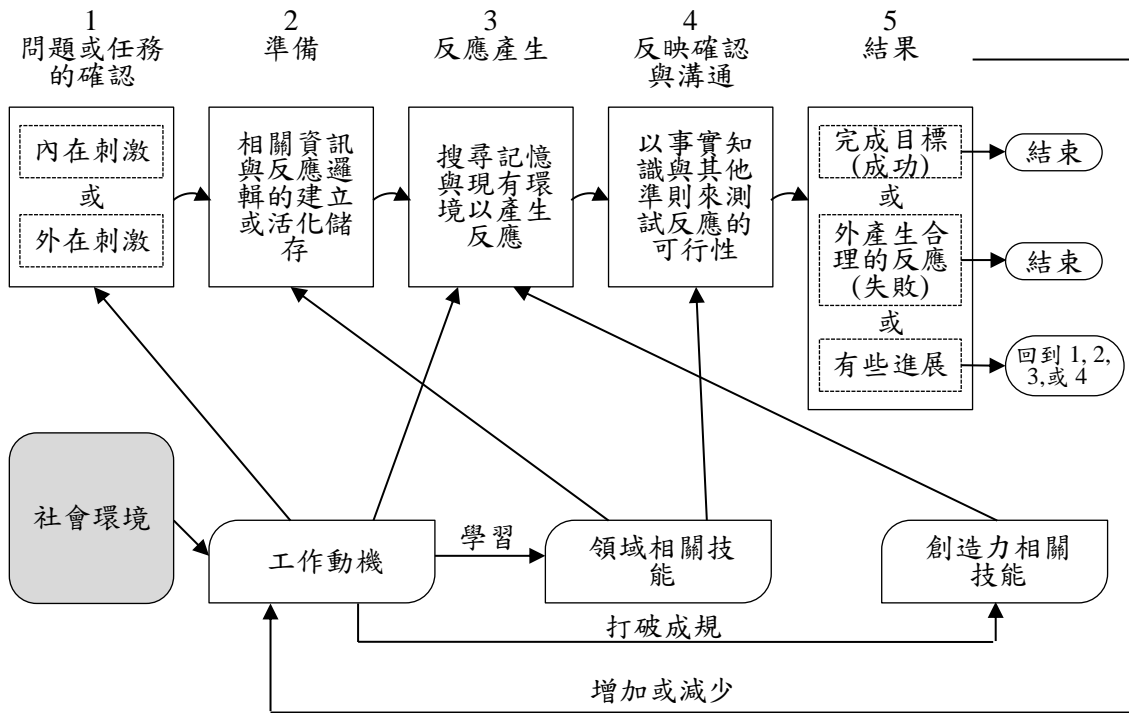 1
問題或任務
的確認
2
準備
3
反應產生
4
反映確認
與溝通
5
結果
內在刺激
或
外在刺激
相關資訊
與反應邏
輯的建立
或活化儲
存
搜尋記憶
與現有環
境以產生
反應
以事實知
識與其他
準則來測
試反應的
可行性
完成目標
(成功)
或
外產生合
理的反應
(失敗)
或
有些進展
結束
結束
回到 1, 2,
3,或 4
社會環境
工作動機
學習
領域相關技
能
創造力相關
技能
打破成規
增加或減少